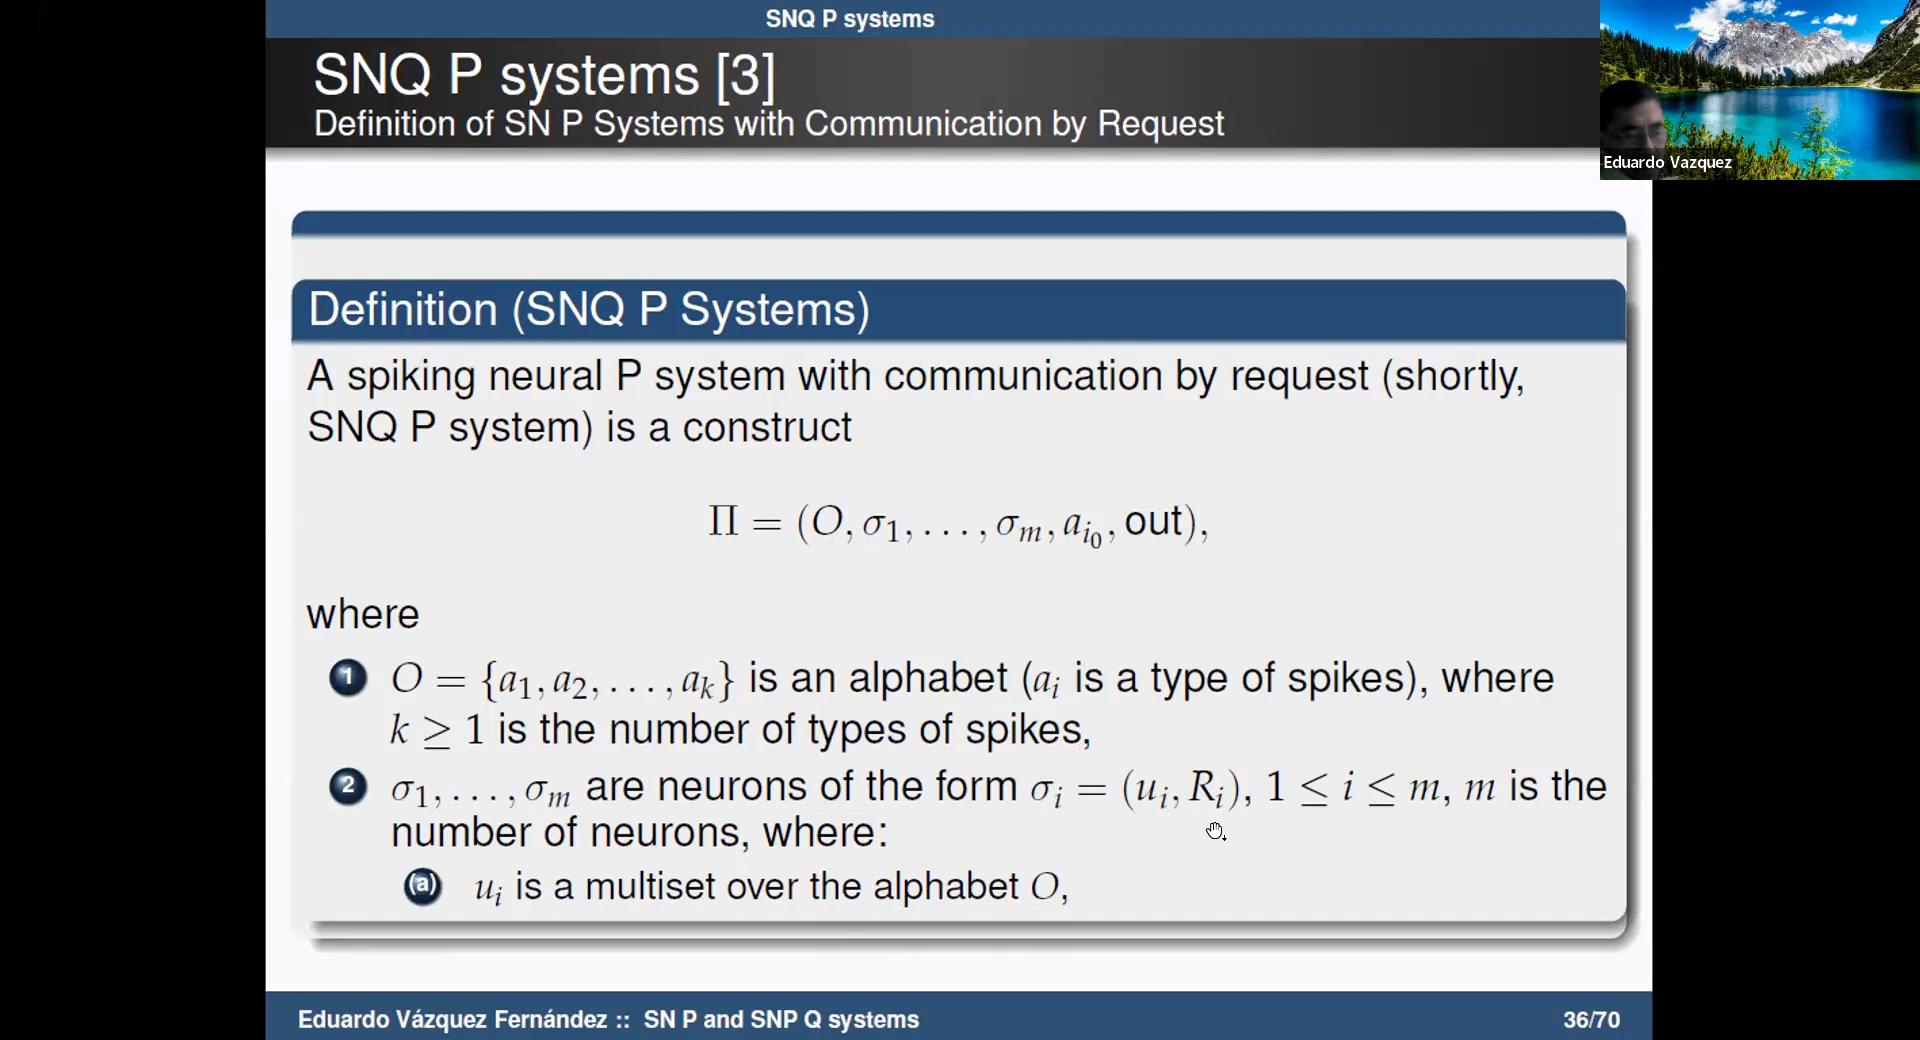 SNQ P systems
SNQ P systems [3]
Definition of SN P Systems with Communication by Request
Eduardo Vazquez
Definition (SNQ P Systems)
A spiking neural P system with communication by request (shortly,
SNQ P system) is a construct
Π = (O, σ₁, . . . , σₘ, a_{i₀}, out),
where
1 O = {a₁, a₂, . . . , aₖ} is an alphabet (aᵢ is a type of spikes), where
k ≥ 1 is the number of types of spikes,
2 σ₁, . . . , σₘ are neurons of the form σᵢ = (uᵢ, Rᵢ), 1 ≤ i ≤ m, m is the
number of neurons, where:
(a) uᵢ is a multiset over the alphabet O,
Eduardo Vázquez Fernández :: SN P and SNP Q systems
36/70